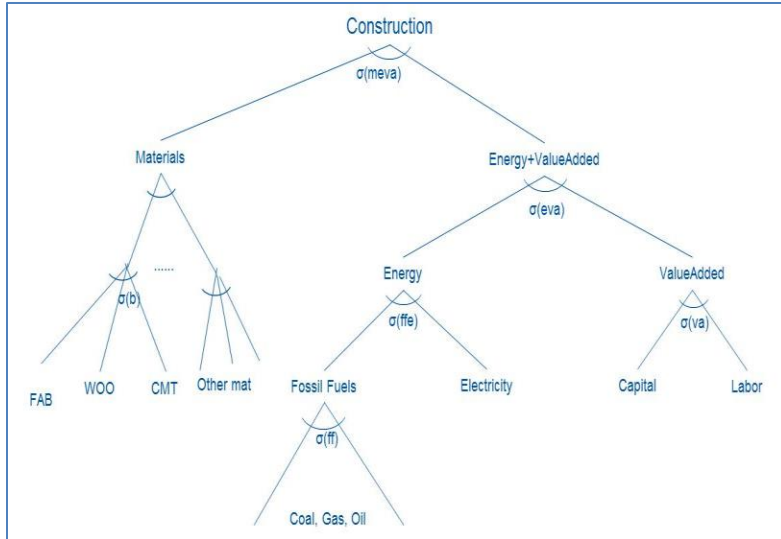 Construction
σ(meva)
Materials
Energy+ValueAdded
σ(eva)
......
Energy
ValueAdded
σ(b)
σ(ffe)
σ(va)
FAB
WOO
CMT
Other mat
Fossil Fuels
Electricity
Capital
Labor
σ(ff)
Coal, Gas, Oil